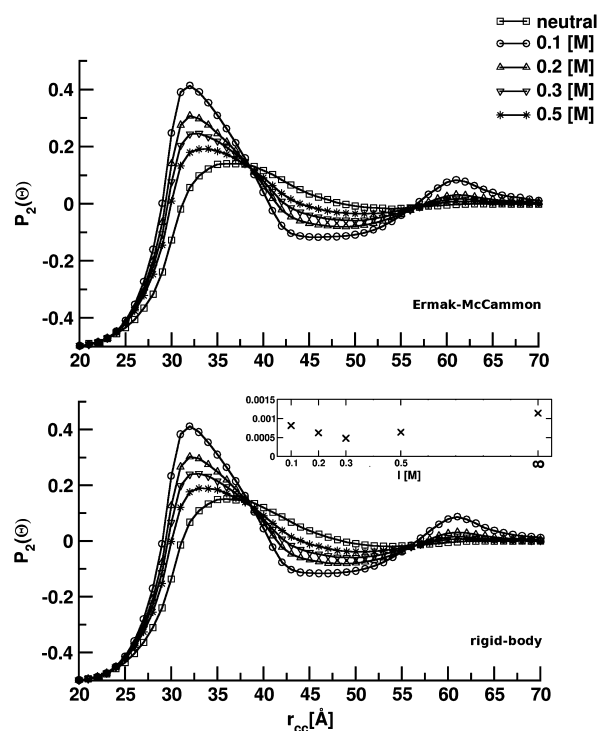 neutral
0.1 [M]
0.2 [M]
0.3 [M]
0.5 [M]
0.4
0.2
0
-0.2
-0.4
P2(Θ)
Ermak-McCammon
20 25 30 35 40 45 50 55 60 65 70
0.4
0.2
0
-0.2
-0.4
P2(Θ)
0.0015
0.001
0.0005
0
0.1 0.2 0.3 0.5 ∞
I [M]
rigid-body
20 25 30 35 40 45 50 55 60 65 70
rcc[Å]